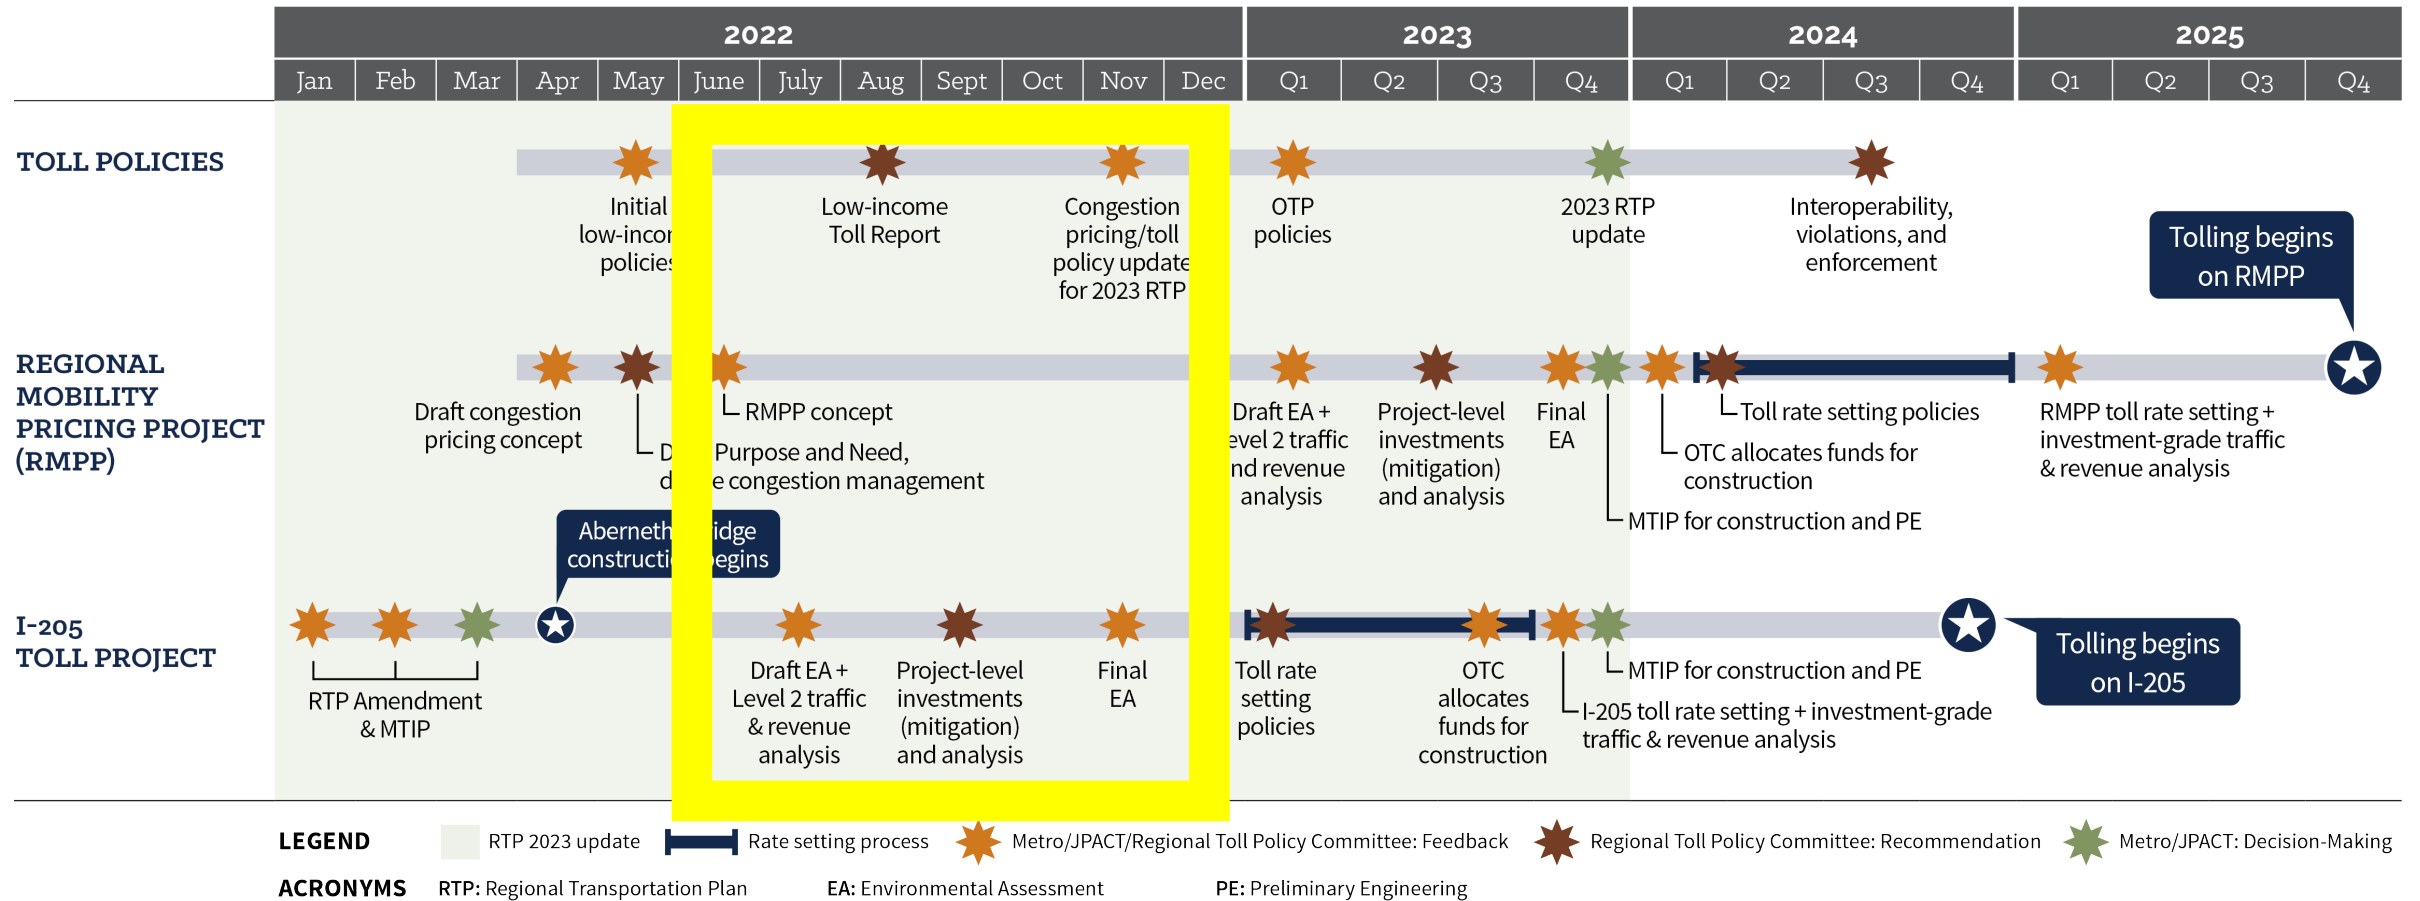 2022 2023 2024 2025
Jan Feb Mar Apr May June July Aug Sept Oct Nov Dec Q1 Q2 Q3 Q4 Q1 Q2 Q3 Q4 Q1 Q2 Q3 Q4
TOLL POLICIES
Initial
policies
Low-income
Toll Report
Congestion
pricing/toll
policy update
for 2023 RTP
OTP
policies
2023 RTP
update
Interoperability,
violations, and
enforcement
Tolling begins
on RMPP
REGIONAL
MOBILITY
PRICING PROJECT
(RMPP)
Draft congestion
pricing concept
Purpose and Need,
congestion management
RMPP concept
Draft EA +
2 traffic
revenue
analysis
Project-level
investments
(mitigation)
and analysis
Final
EA
MTIP for construction and PE
OTC allocates funds for
construction
Toll rate setting policies
RMPP toll rate setting +
investment-grade traffic
& revenue analysis
I-205
TOLL PROJECT
RTP Amendment
& MTIP
Draft EA +
Level 2 traffic
& revenue
analysis
Project-level
investments
(mitigation)
and analysis
Final
EA
Toll rate
setting
policies
OTC
allocates
funds for
construction
MTIP for construction and PE
I-205 toll rate setting + investment-grade
traffic & revenue analysis
Tolling begins
on I-205
LEGEND RTP 2023 update Rate setting process Metro/JPACT/Regional Toll Policy Committee: Feedback Regional Toll Policy Committee: Recommendation Metro/JPACT: Decision-Making
ACRONYMS RTP: Regional Transportation Plan EA: Environmental Assessment PE: Preliminary Engineering